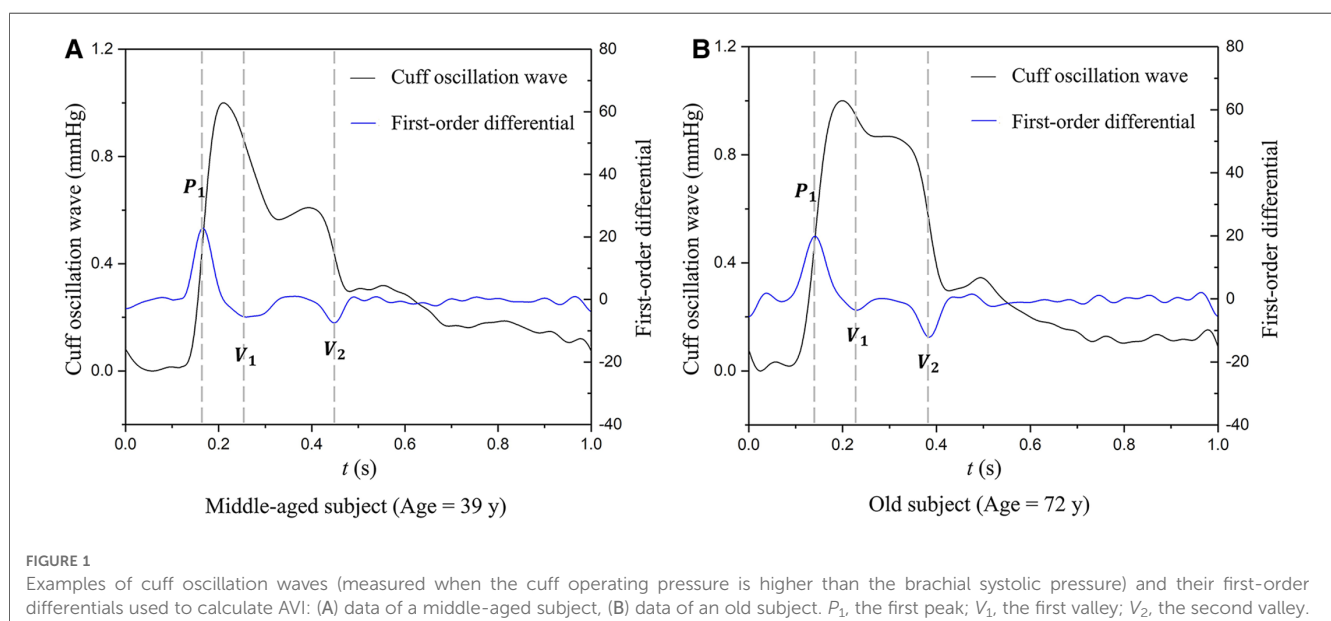 A
1.2
1.0
0.8
0.4
0.0
Cuff oscillation wave (mmHg)
80
60
40
20
0
-20
-40
First-order differential
Cuff oscillation wave
First-order differential
P1
V1
V2
0.0 0.2 0.4 0.6 0.8 1.0
t (s)
Middle-aged subject (Age = 39 y)
B
1.2
0.8
0.4
0.0
Cuff oscillation wave (mmHg)
80
60
40
20
0
-20
-40
First-order differential
Cuff oscillation wave
First-order differential
P1
V1
V2
0.0 0.2 0.4 0.6 0.8 1.0
t (s)
Old subject (Age = 72 y)
FIGURE 1
Examples of cuff oscillation waves (measured when the cuff operating pressure is higher than the brachial systolic pressure) and their first-order
differentials used to calculate AVI: (A) data of a middle-aged subject, (B) data of an old subject. P1, the first peak; V1, the first valley; V2, the second valley.